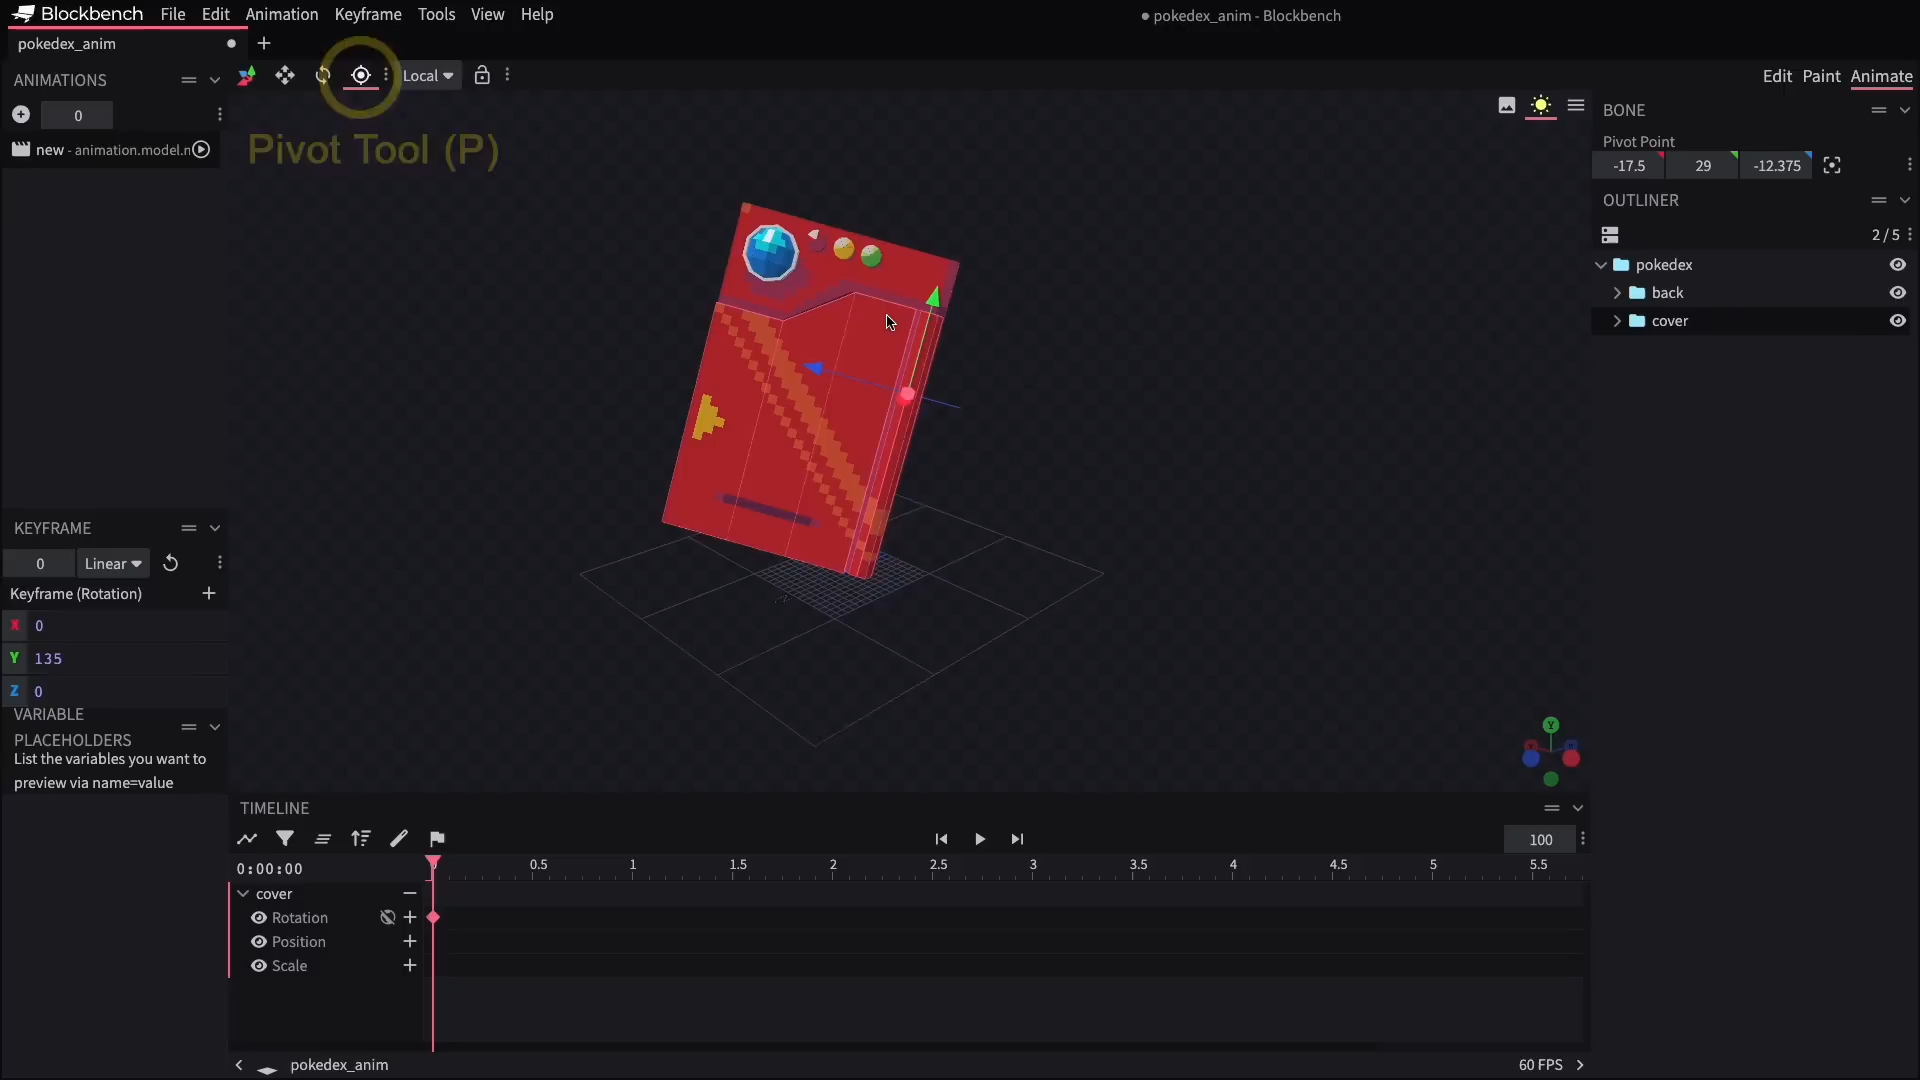 Blockbench File Edit Animation Keyframe Tools View Help
pokedex_anim - Blockbench
pokedex_anim
ANIMATIONS
Local
Edit Paint Animate
0
new - animation.model.n
Pivot Tool (P)
BONE
Pivot Point
-17.5 29 -12.375
OUTLINER
2 / 5
pokedex
back
cover
KEYFRAME
0 Linear
Keyframe (Rotation)
X 0
Y 135
Z 0
VARIABLE
PLACEHOLDERS
List the variables you want to
preview via name=value
Y
TIMELINE
100
0:00:00
0.5 1 1.5 2 2.5 3 3.5 4 4.5 5 5.5
cover
Rotation
Position
Scale
pokedex_anim
60 FPS